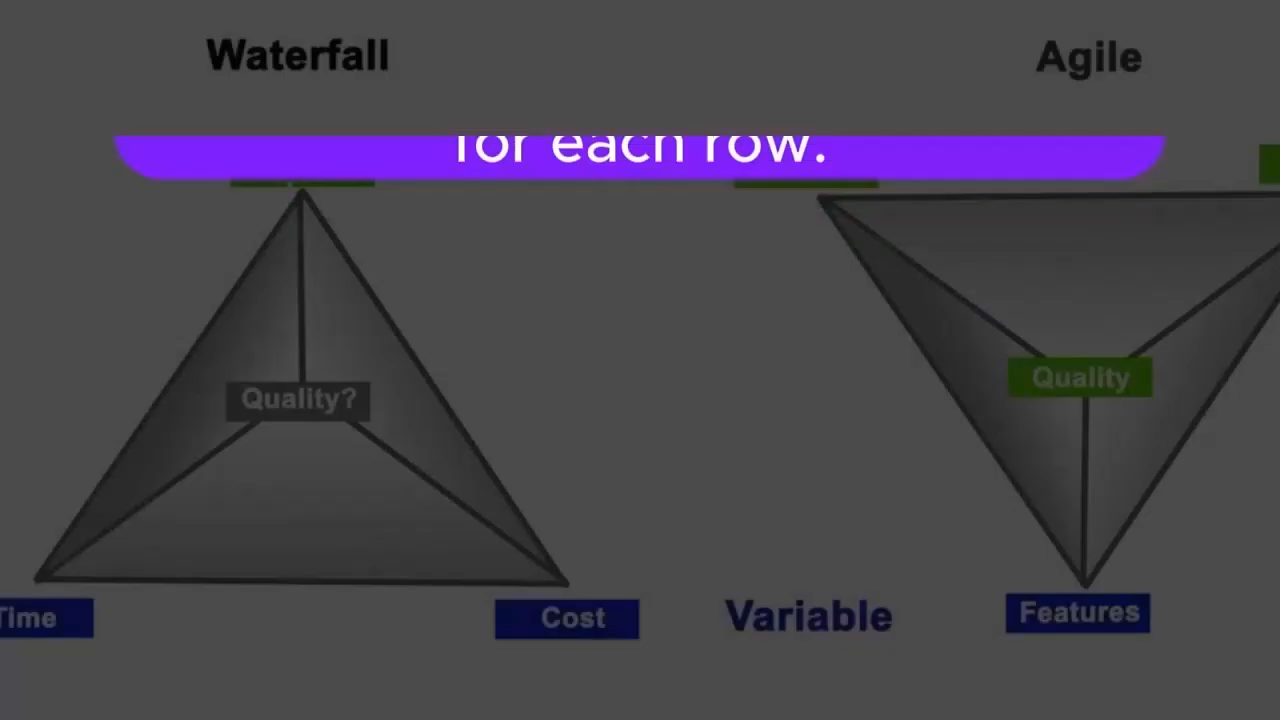 Waterfall
Agile
for each row.
Quality
Quality?
Time
Cost
Variable
Features